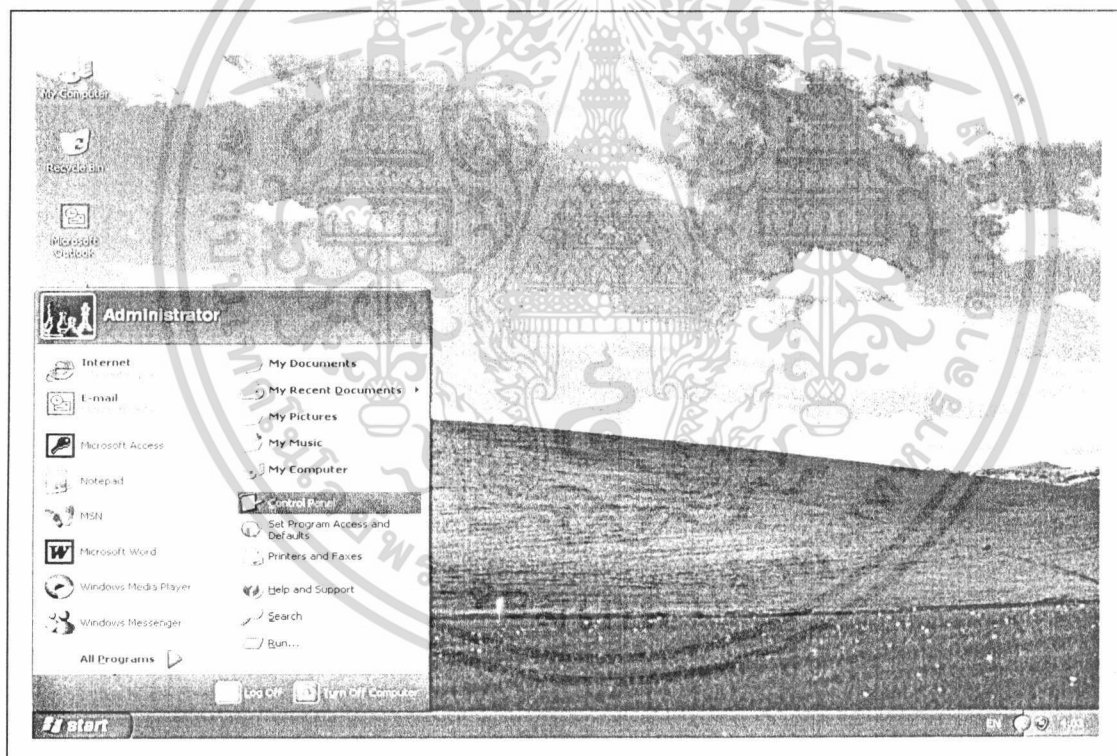 My Computer
Recycle Bin
Microsoft
Outlook
Administrator
Internet
E-mail
Microsoft Access
Notepad
MSN
Microsoft Word
Windows Media Player
Windows Messenger
All Programs
My Documents
My Recent Documents
My Pictures
My Music
My Computer
Control Panel
Set Program Access and
Defaults
Printers and Faxes
Help and Support
Search
Run...
Log Off
Turn Off Computer
start
EN